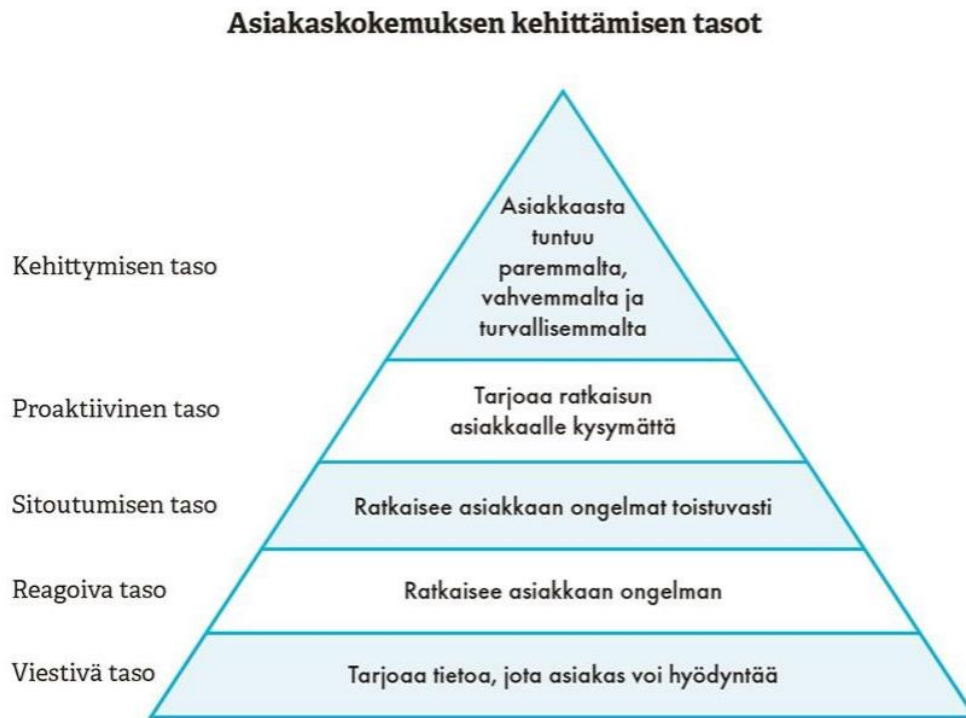 Asiakaskokemuksen kehittämisen tasot
Kehittymisen taso
Asiakkaasta
tuntuu
paremmalta,
vahvemmalta ja
turvallisemmalta
Proaktiivinen taso
Tarjoaa ratkaisun
asiakkaalle kysymättä
Sitoutumisen taso
Ratkaisee asiakkaan ongelmat toistuvasti
Reagoiva taso
Ratkaisee asiakkaan ongelman
Viestivä taso
Tarjoaa tietoa, jota asiakas voi hyödyntää